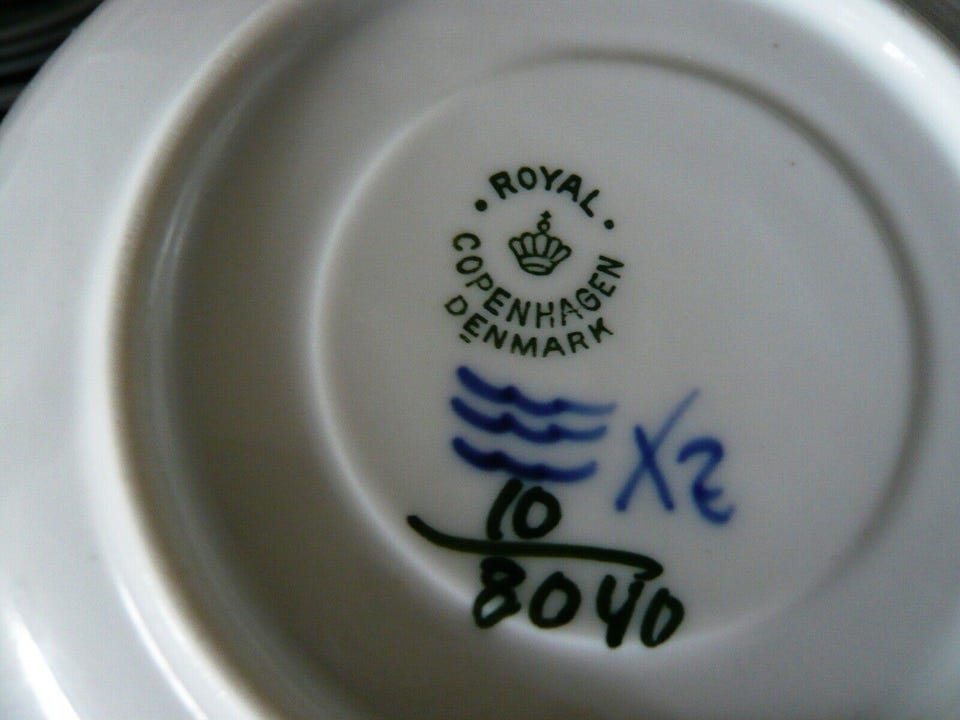 • ROYAL •
COPENHAGEN
DENMARK
X2
10
8040